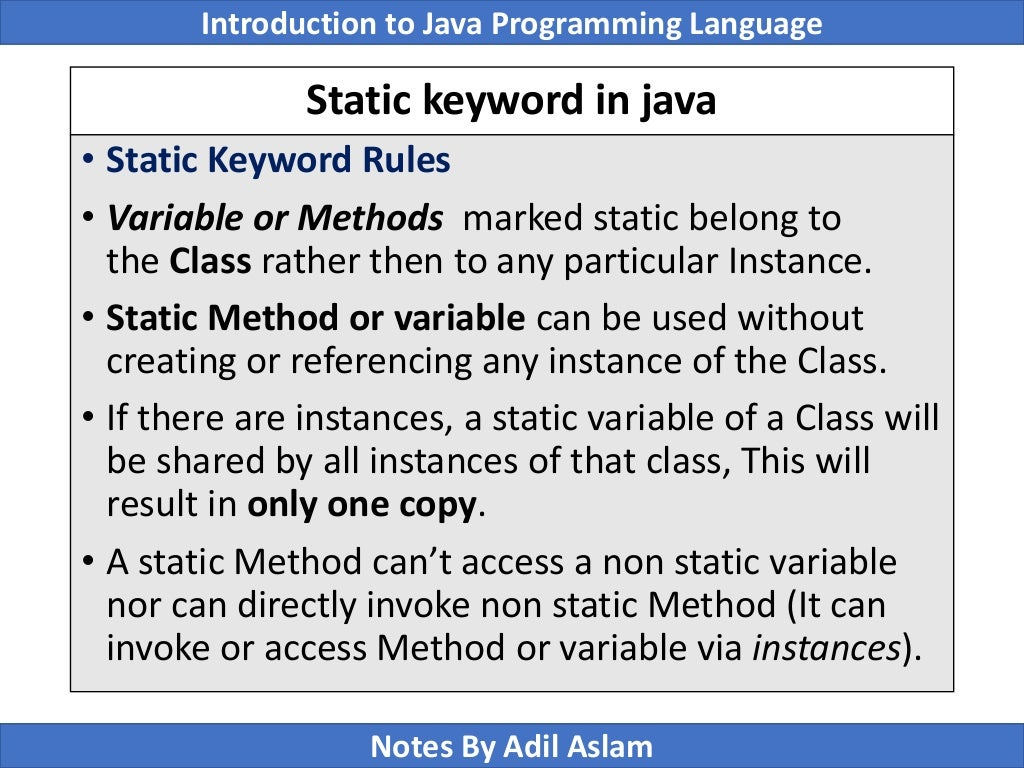 Introduction to Java Programming Language
Static keyword in java
• Static Keyword Rules
• Variable or Methods marked static belong to
the Class rather then to any particular Instance.
• Static Method or variable can be used without
creating or referencing any instance of the Class.
• If there are instances, a static variable of a Class will
be shared by all instances of that class, This will
result in only one copy.
• A static Method can’t access a non static variable
nor can directly invoke non static Method (It can
invoke or access Method or variable via instances).
Notes By Adil Aslam